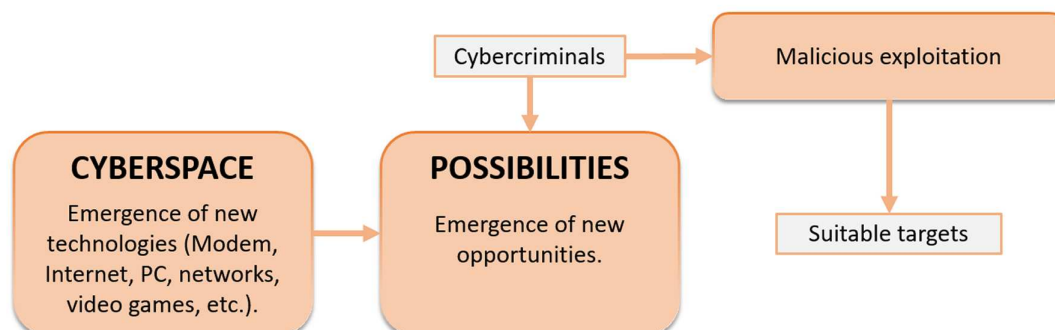 Cybercriminals
Malicious exploitation
CYBERSPACE
Emergence of new
technologies (Modem,
Internet, PC, networks,
video games, etc.).
POSSIBILITIES
Emergence of new
opportunities.
Suitable targets